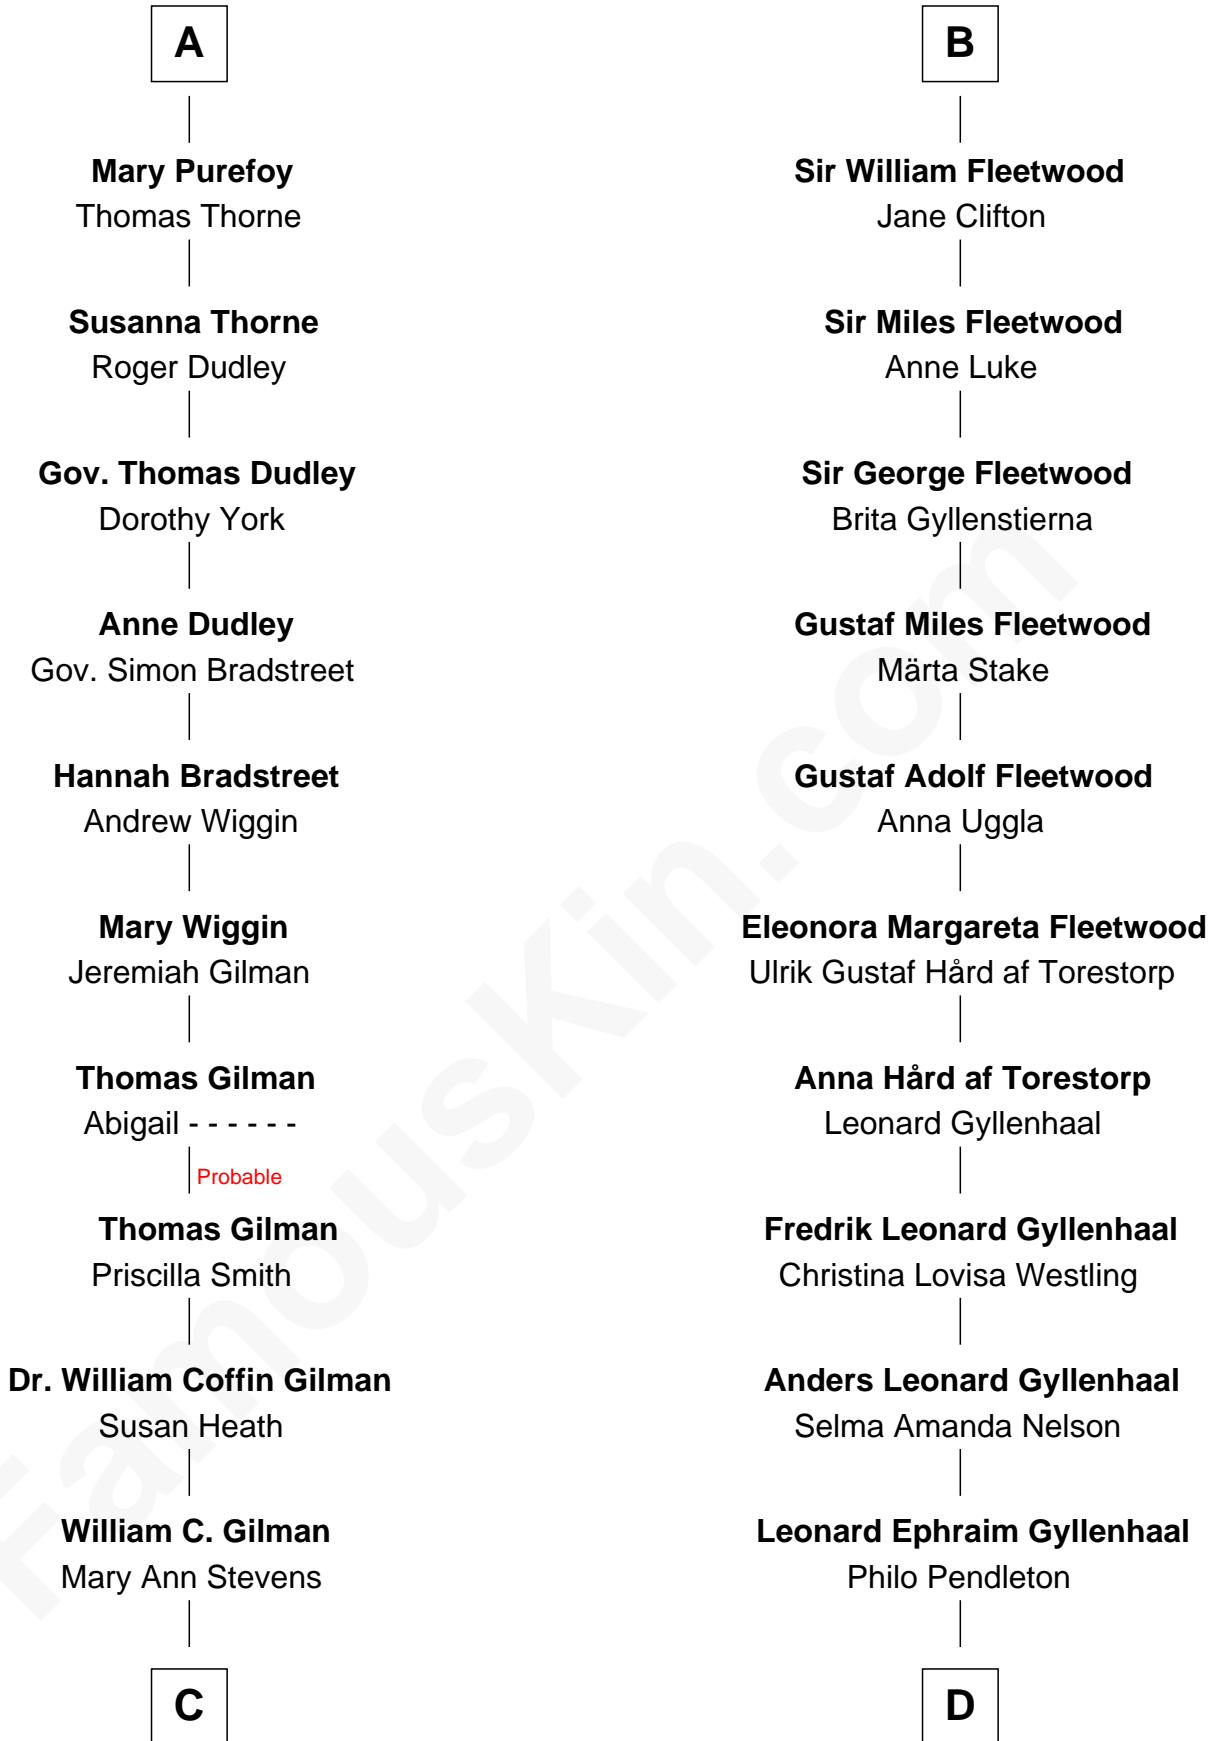 A
Mary Purefoy
Thomas Thorne
Susanna Thorne
Roger Dudley
Gov. Thomas Dudley
Dorothy York
Anne Dudley
Gov. Simon Bradstreet
Hannah Bradstreet
Andrew Wiggin
Mary Wiggin
Jeremiah Gilman
Thomas Gilman
Abigail - - - - - -
Probable
Thomas Gilman
Priscilla Smith
Dr. William Coffin Gilman
Susan Heath
William C. Gilman
Mary Ann Stevens
C
B
Sir William Fleetwood
Jane Clifton
Sir Miles Fleetwood
Anne Luke
Sir George Fleetwood
Brita Gyllenstierna
Gustaf Miles Fleetwood
Märta Stake
Gustaf Adolf Fleetwood
Anna Uggla
Eleonora Margareta Fleetwood
Ulrik Gustaf Hård af Torestorp
Anna Hård af Torestorp
Leonard Gyllenhaal
Fredrik Leonard Gyllenhaal
Christina Lovisa Westling
Anders Leonard Gyllenhaal
Selma Amanda Nelson
Leonard Ephraim Gyllenhaal
Philo Pendleton
D
FamousKin.com